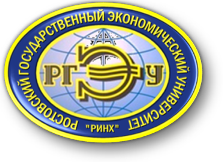 РОСТОВСКИЙ ГОСУДАРСТВЕННЫЙ ЭКОНОМИЧЕСКИЙ УНИВЕРСИТЕТ
РГЭУ
"РИНХ"